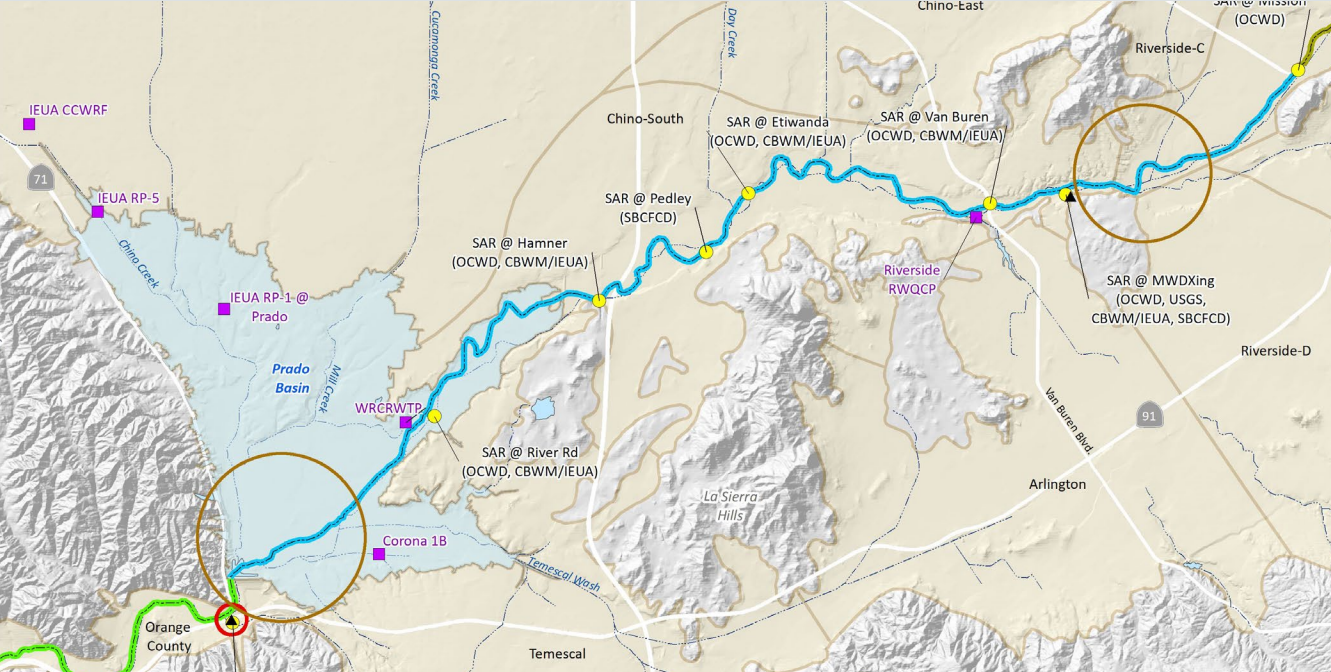 Chino-East
SAR @ Mission
(OCWD)
Riverside-C
Cucamonga Creek
Day Creek
IEUA CCWRF
Chino-South
SAR @ Etiwanda
(OCWD, CBWM/IEUA)
SAR @ Van Buren
(OCWD, CBWM/IEUA)
71
IEUA RP-5
SAR @ Pedley
(SBCFCD)
Chino Creek
SAR @ Hamner
(OCWD, CBWM/IEUA)
Riverside
RWQCP
SAR @ MWDXing
(OCWD, USGS,
CBWM/IEUA, SBCFCD)
IEUA RP-1 @
Prado
Riverside-D
Prado
Basin
Mill Creek
WRCRWTP
Van Buren Blvd.
91
SAR @ River Rd
(OCWD, CBWM/IEUA)
La Sierra
Hills
Arlington
Corona 1B
Temescal Wash
Orange
County
Temescal